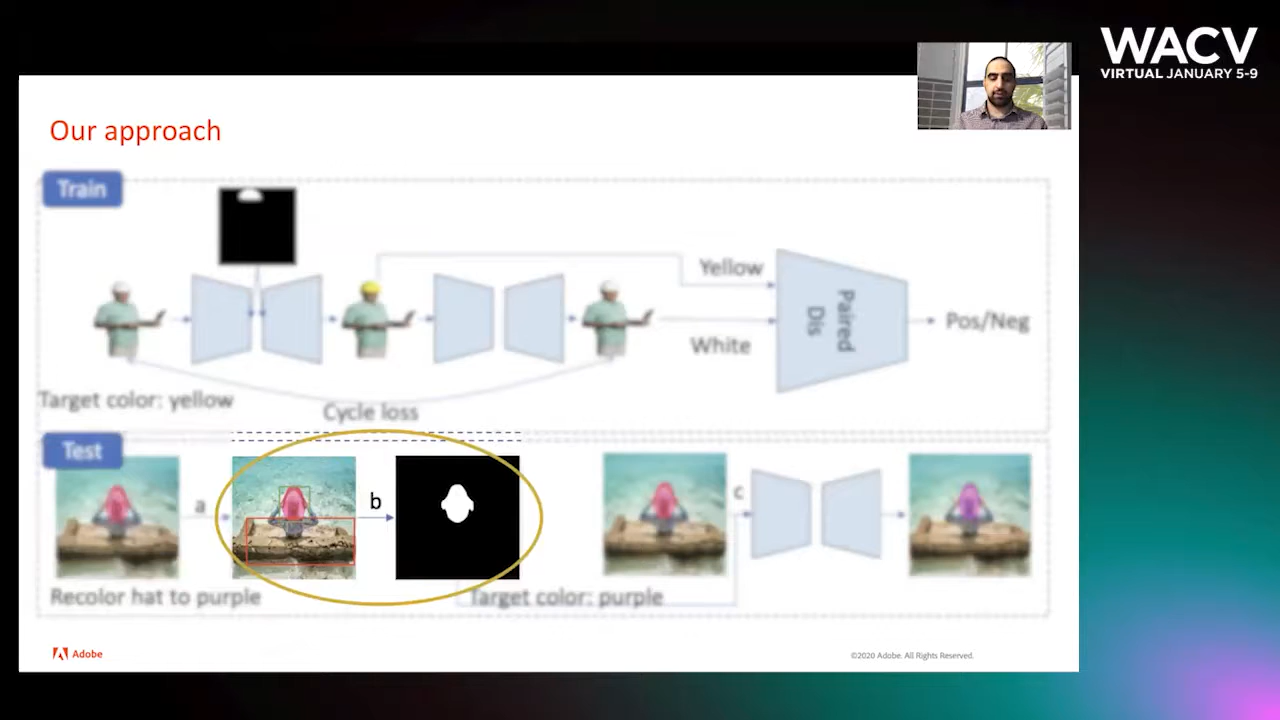 WACV
VIRTUAL JANUARY 5-9
Our approach
Train
Yellow
Paired
Dis
Pos/Neg
White
Target color: yellow
Cycle loss
Test
a
b
c
Recolor hat to purple
Target color: purple
Adobe
©2020 Adobe. All Rights Reserved.